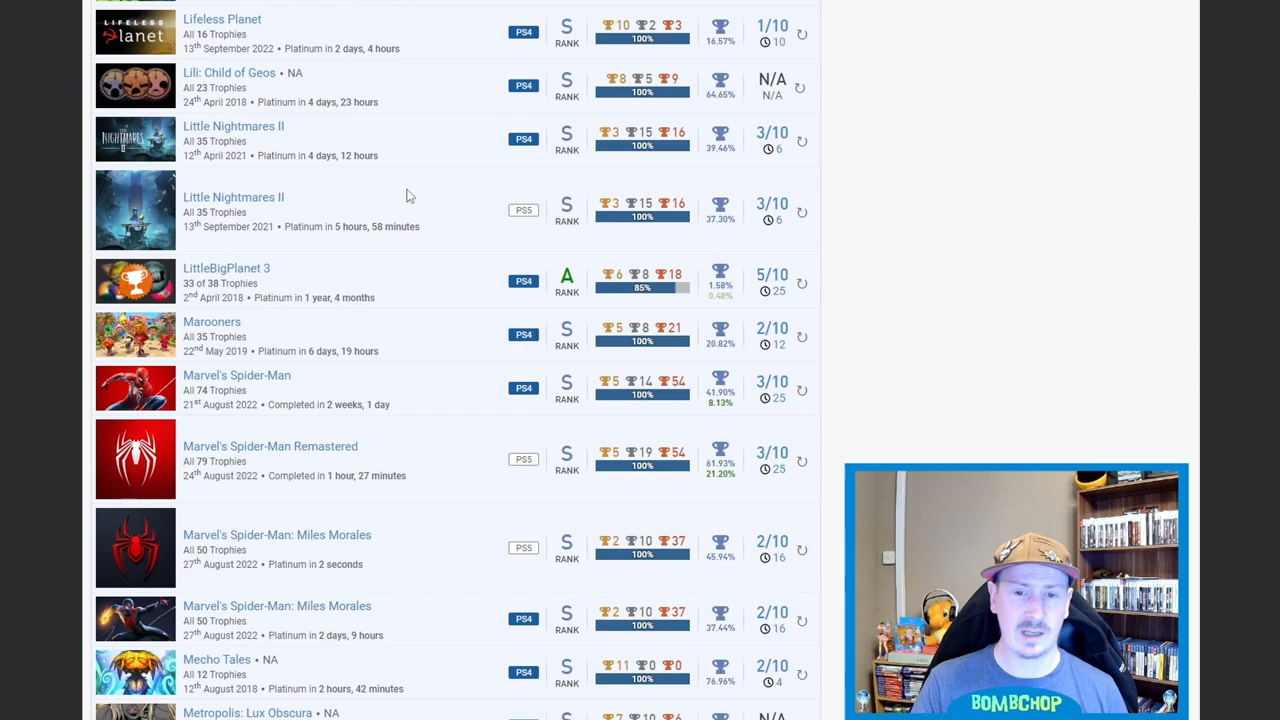 LIFELESS
planet
Lifeless Planet
All 16 Trophies
13th September 2022 • Platinum in 2 days, 4 hours
PS4
S
RANK
10 2 3
100%
16.57%
1/10
10
Lili: Child of Geos • NA
All 23 Trophies
24th April 2018 • Platinum in 4 days, 23 hours
PS4
S
RANK
8 5 9
100%
64.65%
N/A
N/A
NIGHTMARES
II
Little Nightmares II
All 35 Trophies
12th April 2021 • Platinum in 4 days, 12 hours
PS4
S
RANK
3 15 16
100%
39.46%
3/10
6
Little Nightmares II
All 35 Trophies
13th September 2021 • Platinum in 5 hours, 58 minutes
PS5
S
RANK
3 15 16
100%
37.30%
3/10
6
LittleBigPlanet 3
33 of 38 Trophies
2nd April 2018 • Platinum in 1 year, 4 months
PS4
A
RANK
6 8 18
85%
1.58%
0.48%
5/10
25
Marooners
All 35 Trophies
22nd May 2019 • Platinum in 6 days, 19 hours
PS4
S
RANK
5 8 21
100%
20.82%
2/10
12
Marvel's Spider-Man
All 74 Trophies
21st August 2022 • Completed in 2 weeks, 1 day
PS4
S
RANK
5 14 54
100%
41.90%
8.13%
3/10
25
Marvel's Spider-Man Remastered
All 79 Trophies
24th August 2022 • Completed in 1 hour, 27 minutes
PS5
S
RANK
5 19 54
100%
61.93%
21.20%
3/10
25
Marvel's Spider-Man: Miles Morales
All 50 Trophies
27th August 2022 • Platinum in 2 seconds
PS5
S
RANK
2 10 37
100%
45.94%
2/10
16
Marvel's Spider-Man: Miles Morales
All 50 Trophies
27th August 2022 • Platinum in 2 days, 9 hours
PS4
S
RANK
2 10 37
100%
37.44%
2/10
16
Mecho Tales • NA
All 12 Trophies
12th August 2018 • Platinum in 2 hours, 42 minutes
PS4
S
RANK
11 0 0
100%
76.96%
2/10
4
Metropolis: Lux Obscura • NA
7 10 6
N/A
BOMBCHOP